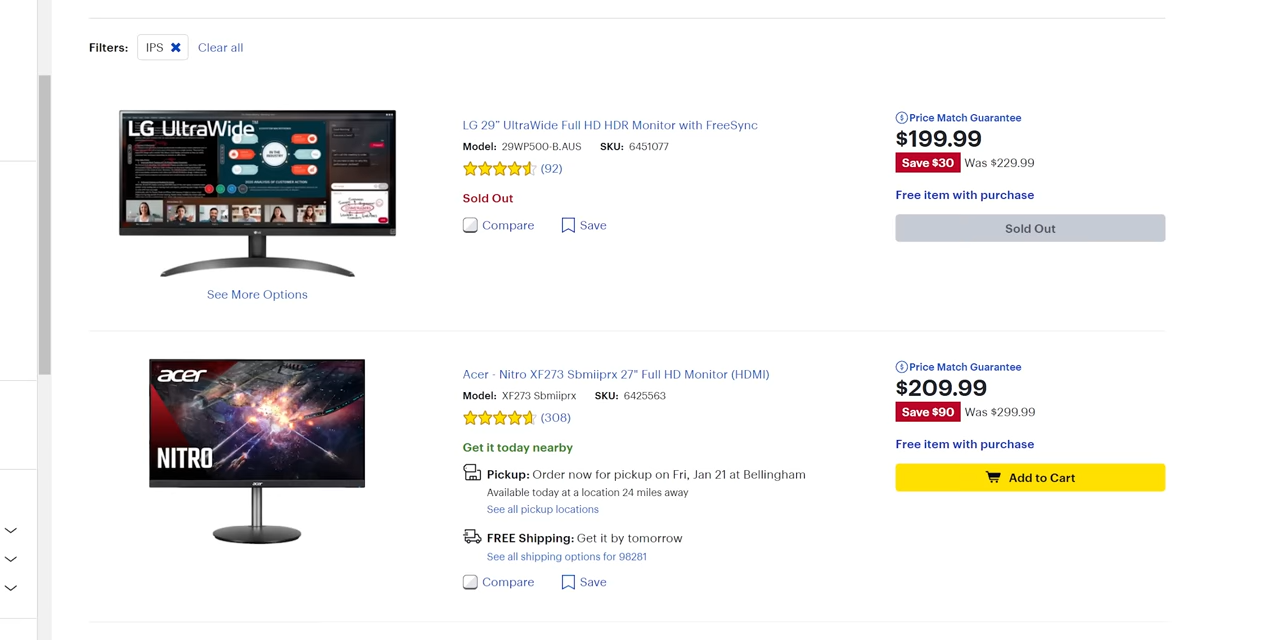 Filters: IPS Clear all
LG UltraWide™
LG 29" UltraWide Full HD HDR Monitor with FreeSync
Model: 29WP500-B.AUS SKU: 6451077
(92)
Sold Out
Compare Save
See More Options
Price Match Guarantee
$199.99
Save $30 Was $229.99
Free item with purchase
Sold Out
acer
NITRO
acer
Acer - Nitro XF273 Sbmiiprx 27" Full HD Monitor (HDMI)
Model: XF273 Sbmiiprx SKU: 6425563
(308)
Get it today nearby
Pickup: Order now for pickup on Fri, Jan 21 at Bellingham
Available today at a location 24 miles away
See all pickup locations
FREE Shipping: Get it by tomorrow
See all shipping options for 98281
Compare Save
Price Match Guarantee
$209.99
Save $90 Was $299.99
Free item with purchase
Add to Cart